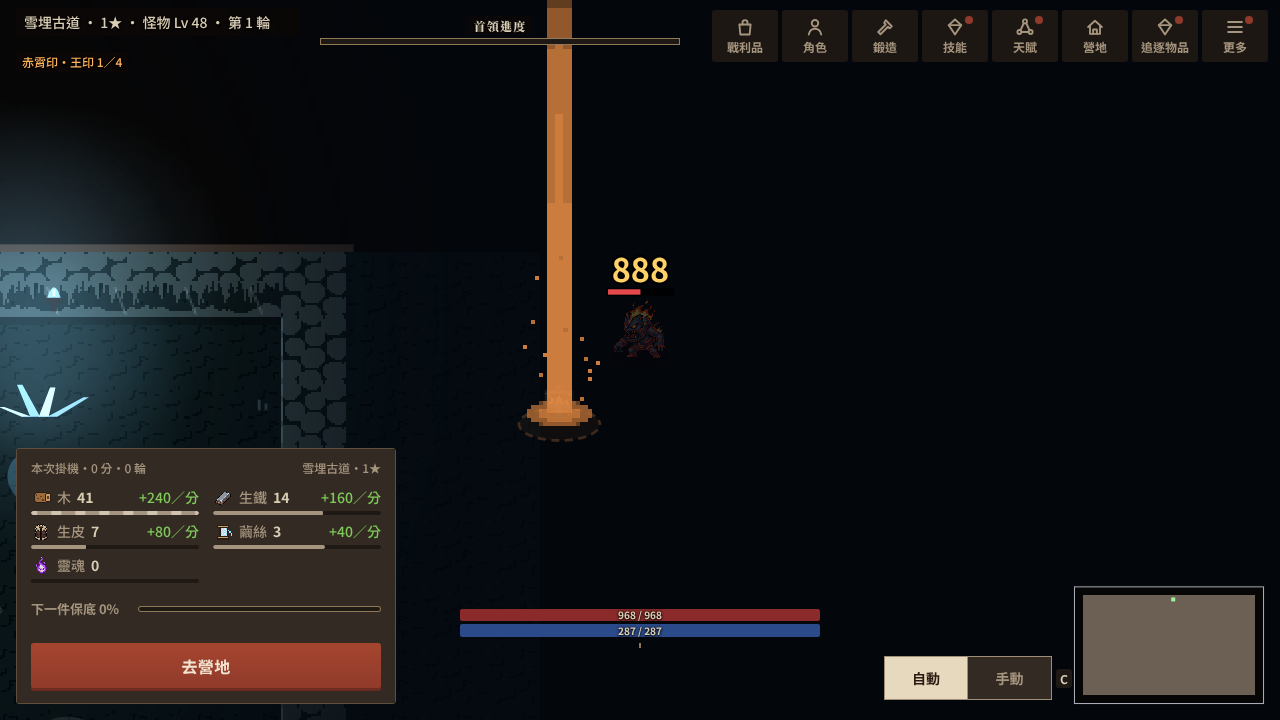 雪埋古道 · 1★ · 怪物 Lv 48 · 第 1 輪
首領進度
戰利品
角色
鍛造
技能
天賦
營地
追逐物品
更多
赤霄印·王印 1／4
888
本次掛機·0 分·0 輪
雪埋古道·1★
木 41 +240／分
生鐵 14 +160／分
生皮 7 +80／分
繭絲 3 +40／分
靈魂 0
下一件保底 0%
去營地
968 / 968
287 / 287
自動
手動
C